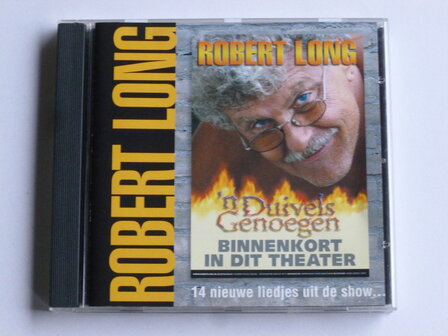 ROBERT LONG
ROBERT LONG
'n Duivels
Genoegen
BINNENKORT
IN DIT THEATER
14 nieuwe liedjes uit de show...